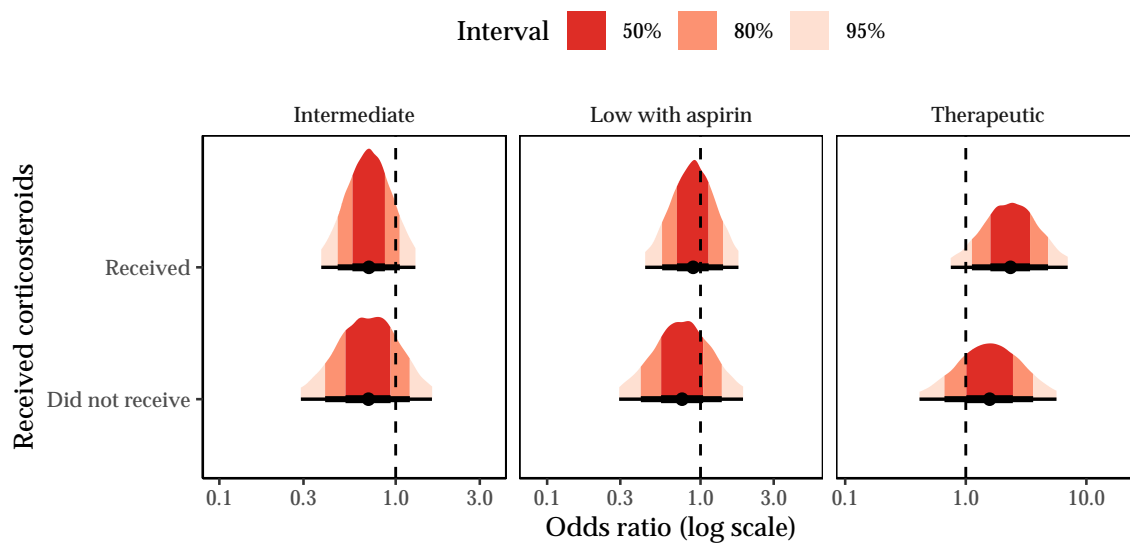 Interval 50% 80% 95%
Intermediate Low with aspirin Therapeutic
Received corticosteroids
Received
Did not receive
0.1 0.3 1.0 3.0 0.1 0.3 1.0 3.0 0.1 1.0 10.0
Odds ratio (log scale)